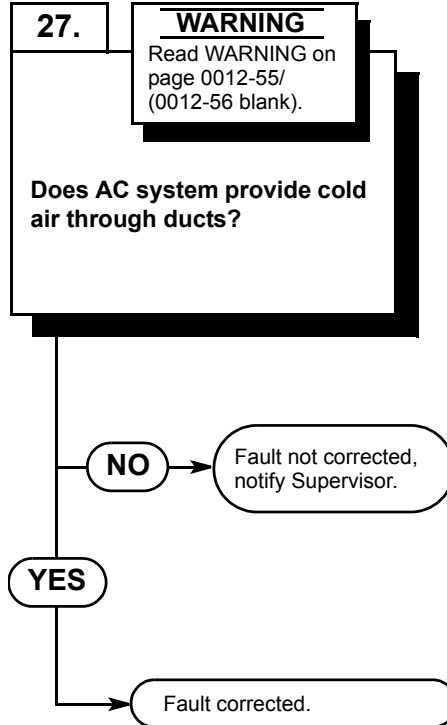 27.
WARNING
Read WARNING on
page 0012-55/
(0012-56 blank).
Does AC system provide cold
air through ducts?
NO
Fault not corrected,
notify Supervisor.
YES
Fault corrected.